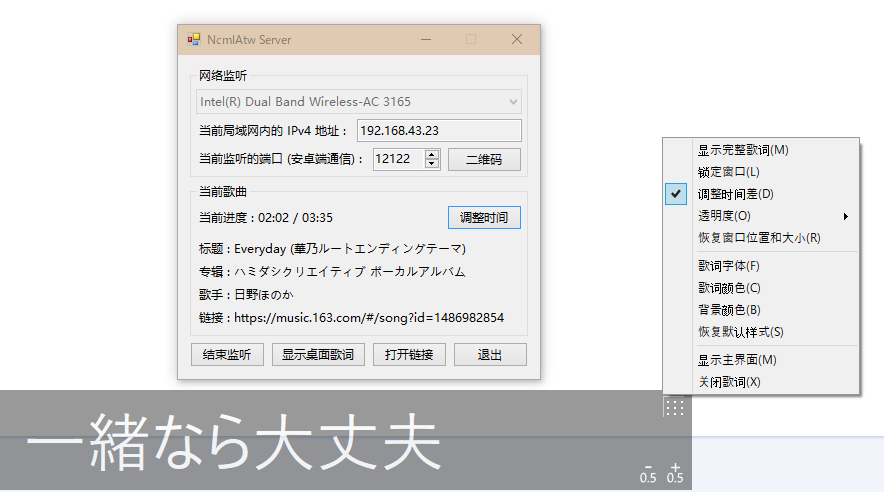 NcmlAtw Server
网络监听
Intel(R) Dual Band Wireless-AC 3165
当前局域网内的 IPv4 地址： 192.168.43.23
当前监听的端口 (安卓端通信)： 12122 二维码
当前歌曲
当前进度：02:02 / 03:35 调整时间
标题：Everyday (華乃ルートエンディングテーマ)
专辑：ハミダシクリエイティブ ボーカルアルバム
歌手：日野ほのか
链接：https://music.163.com/#/song?id=1486982854
结束监听 显示桌面歌词 打开链接 退出
显示完整歌词(M)
锁定窗口(L)
调整时间差(D)
透明度(O)
恢复窗口位置和大小(R)
歌词字体(F)
歌词颜色(C)
背景颜色(B)
恢复默认样式(S)
显示主界面(M)
关闭歌词(X)
一緒なら大丈夫
− +
0.5 0.5